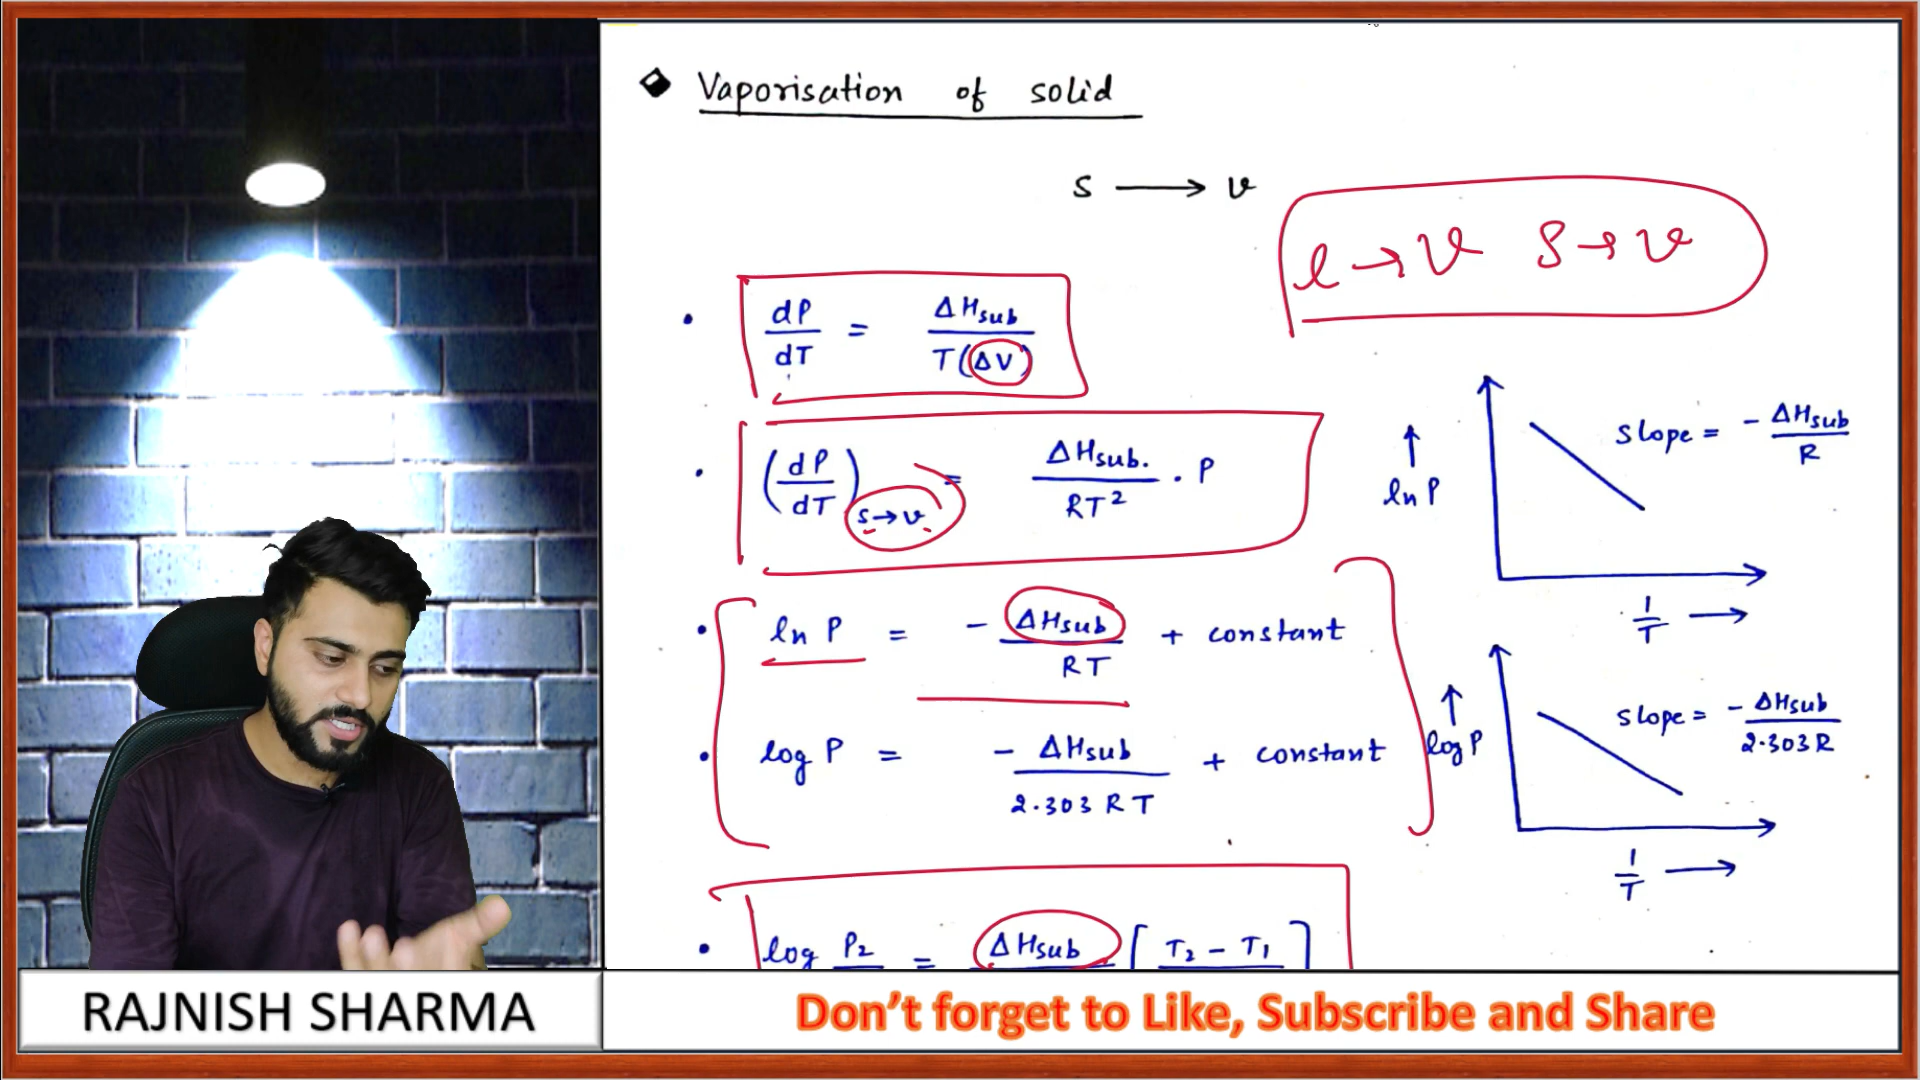 Vaporisation of solid
S → v
l → v S → v
• dP/dT = ΔHsub / T(ΔV)
• (dP/dT) s→v = ΔHsub. / RT² . P
• ln P = - ΔHsub / RT + constant
• log P = - ΔHsub / 2.303 RT + constant
• log P₂ = ΔHsub [ T₂ - T₁ ]
↑ ln P
slope = - ΔHsub / R
1/T →
↑ log P
slope = - ΔHsub / 2.303 R
1/T →
RAJNISH SHARMA
Don’t forget to Like, Subscribe and Share